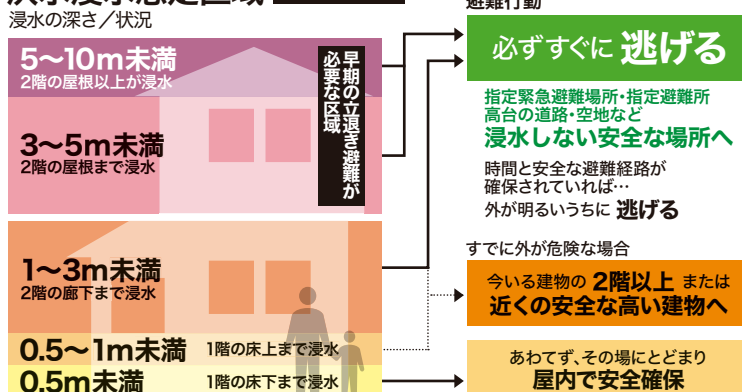 洪水浸水想定区域
浸水の深さ／状況
5〜10m未満
2階の屋根以上が浸水
3〜5m未満
2階の屋根まで浸水
早期の立退き避難が
必要な区域
1〜3m未満
2階の廊下まで浸水
0.5〜1m未満 1階の床上まで浸水
0.5m未満 1階の床下まで浸水
避難行動
必ずすぐに 逃げる
指定緊急避難場所・指定避難所
高台の道路・空地など
浸水しない安全な場所へ
時間と安全な避難経路が
確保されていれば…
外が明るいうちに 逃げる
すでに外が危険な場合
今いる建物の 2階以上 または
近くの安全な高い建物へ
あわてず、その場にとどまり
屋内で安全確保